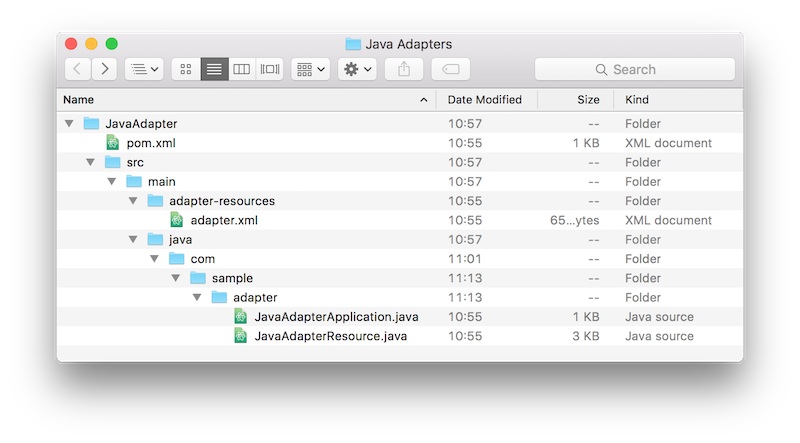 Java Adapters
Search
Name Date Modified Size Kind
JavaAdapter 10:57 -- Folder
pom.xml 10:55 1 KB XML document
src 10:57 -- Folder
main 10:57 -- Folder
adapter-resources 10:55 -- Folder
adapter.xml 10:55 65...ytes XML document
java 10:57 -- Folder
com 11:01 -- Folder
sample 11:13 -- Folder
adapter 11:13 -- Folder
JavaAdapterApplication.java 10:55 1 KB Java source
JavaAdapterResource.java 10:55 3 KB Java source